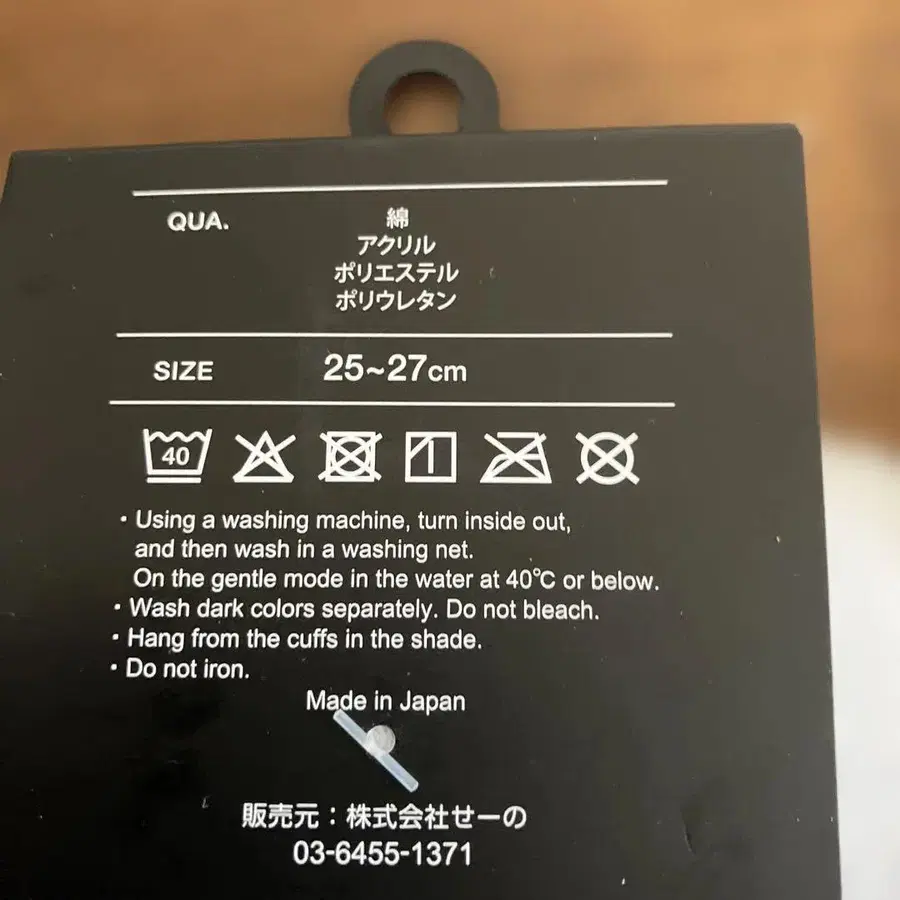 QUA. 綿
アクリル
ポリエステル
ポリウレタン
SIZE 25~27cm
40
・Using a washing machine, turn inside out,
and then wash in a washing net.
On the gentle mode in the water at 40℃ or below.
・Wash dark colors separately. Do not bleach.
・Hang from the cuffs in the shade.
・Do not iron.
Made in Japan
販売元：株式会社せーの
03-6455-1371